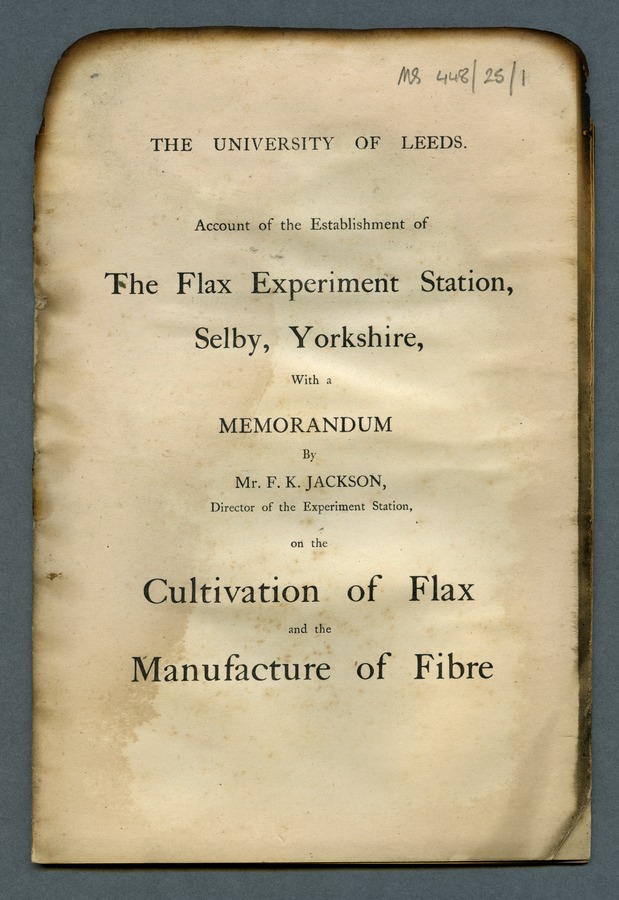 MS 448/25/1
THE UNIVERSITY OF LEEDS.
Account of the Establishment of
The Flax Experiment Station,
Selby, Yorkshire,
With a
MEMORANDUM
By
Mr. F. K. JACKSON,
Director of the Experiment Station,
on the
Cultivation of Flax
and the
Manufacture of Fibre